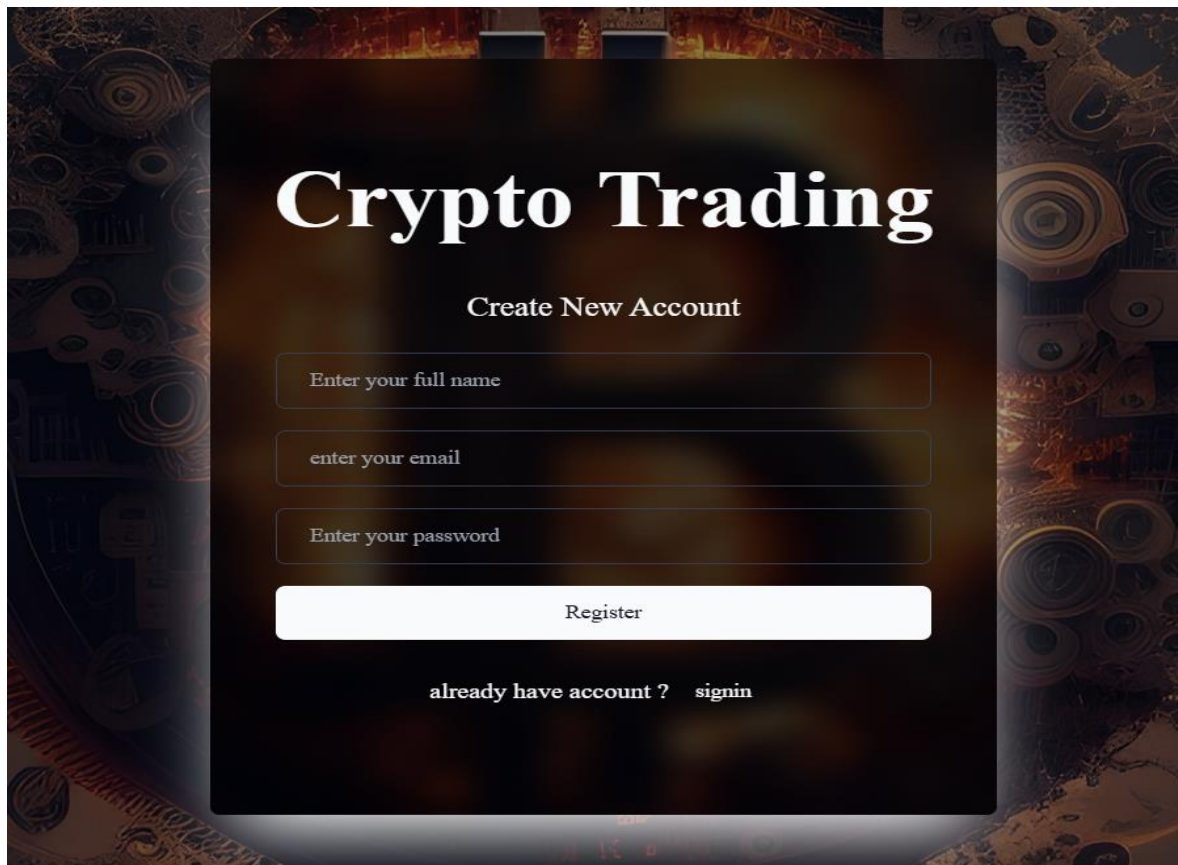 Crypto Trading
Create New Account
Enter your full name
enter your email
Enter your password
Register
already have account ? signin